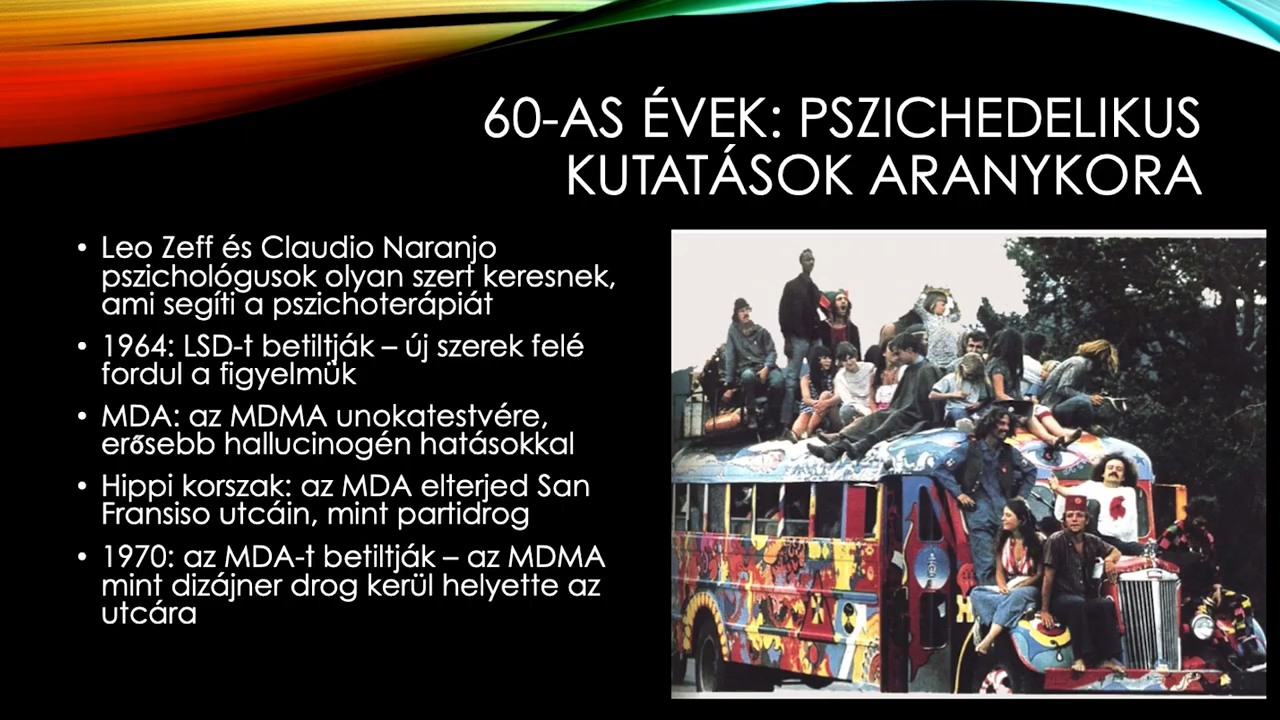 60-AS ÉVEK: PSZICHEDELIKUS
KUTATÁSOK ARANYKORA
• Leo Zeff és Claudio Naranjo
pszichológusok olyan szert keresnek,
ami segíti a pszichoterápiát
• 1964: LSD-t betiltják – új szerek felé
fordul a figyelmük
• MDA: az MDMA unokatestvére,
erősebb hallucinogén hatásokkal
• Hippi korszak: az MDA elterjed San
Fransiso utcáin, mint partidrog
• 1970: az MDA-t betiltják – az MDMA
mint dizájner drog kerül helyette az
utcára